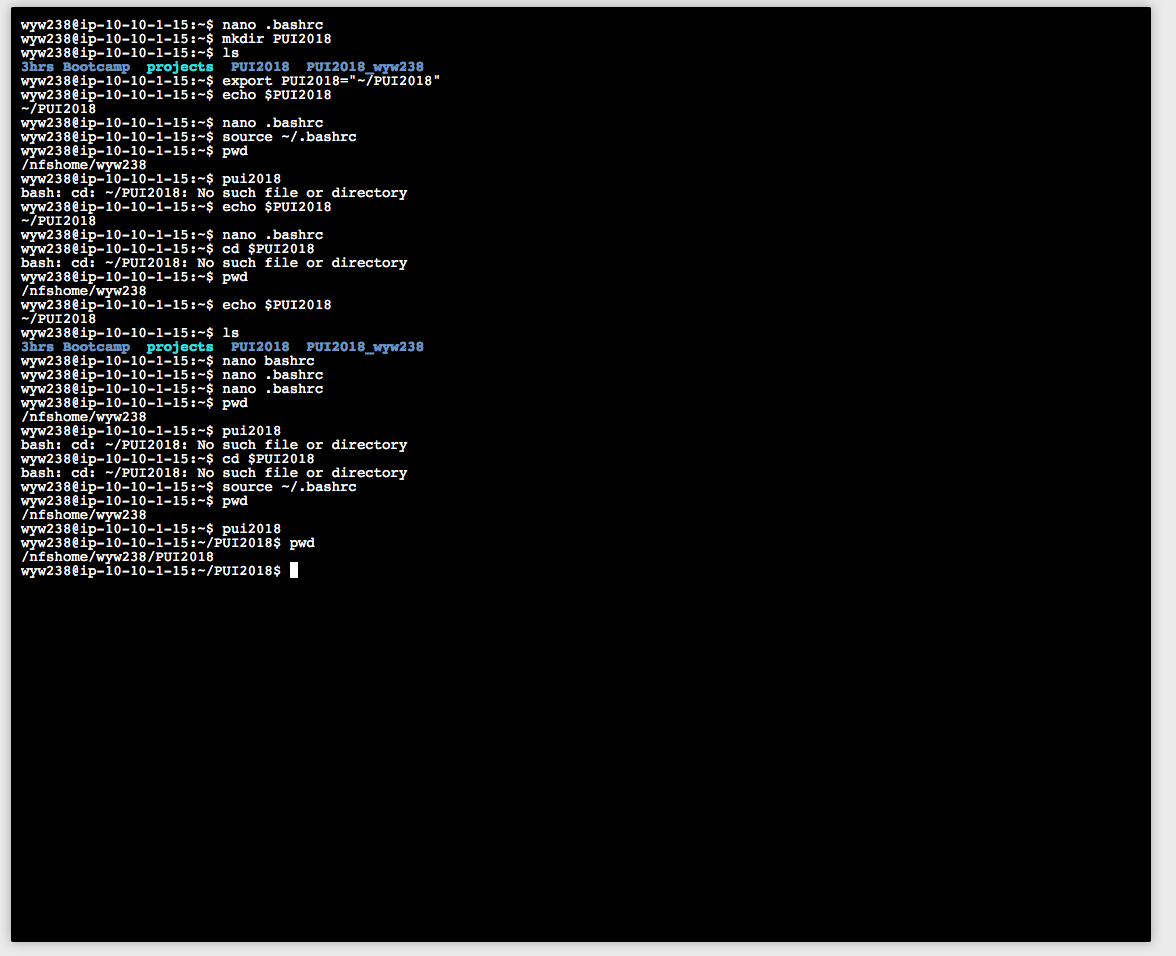 wyw238@ip-10-10-1-15:~$ nano .bashrc
wyw238@ip-10-10-1-15:~$ mkdir PUI2018
wyw238@ip-10-10-1-15:~$ ls
3hrs Bootcamp  projects  PUI2018  PUI2018_wyw238
wyw238@ip-10-10-1-15:~$ export PUI2018="~/PUI2018"
wyw238@ip-10-10-1-15:~$ echo $PUI2018
~/PUI2018
wyw238@ip-10-10-1-15:~$ nano .bashrc
wyw238@ip-10-10-1-15:~$ source ~/.bashrc
wyw238@ip-10-10-1-15:~$ pwd
/nfshome/wyw238
wyw238@ip-10-10-1-15:~$ pui2018
bash: cd: ~/PUI2018: No such file or directory
wyw238@ip-10-10-1-15:~$ echo $PUI2018
~/PUI2018
wyw238@ip-10-10-1-15:~$ nano .bashrc
wyw238@ip-10-10-1-15:~$ cd $PUI2018
bash: cd: ~/PUI2018: No such file or directory
wyw238@ip-10-10-1-15:~$ pwd
/nfshome/wyw238
wyw238@ip-10-10-1-15:~$ echo $PUI2018
~/PUI2018
wyw238@ip-10-10-1-15:~$ ls
3hrs Bootcamp  projects  PUI2018  PUI2018_wyw238
wyw238@ip-10-10-1-15:~$ nano bashrc
wyw238@ip-10-10-1-15:~$ nano .bashrc
wyw238@ip-10-10-1-15:~$ nano .bashrc
wyw238@ip-10-10-1-15:~$ pwd
/nfshome/wyw238
wyw238@ip-10-10-1-15:~$ pui2018
bash: cd: ~/PUI2018: No such file or directory
wyw238@ip-10-10-1-15:~$ cd $PUI2018
bash: cd: ~/PUI2018: No such file or directory
wyw238@ip-10-10-1-15:~$ source ~/.bashrc
wyw238@ip-10-10-1-15:~$ pwd
/nfshome/wyw238
wyw238@ip-10-10-1-15:~$ pui2018
wyw238@ip-10-10-1-15:~/PUI2018$ pwd
/nfshome/wyw238/PUI2018
wyw238@ip-10-10-1-15:~/PUI2018$